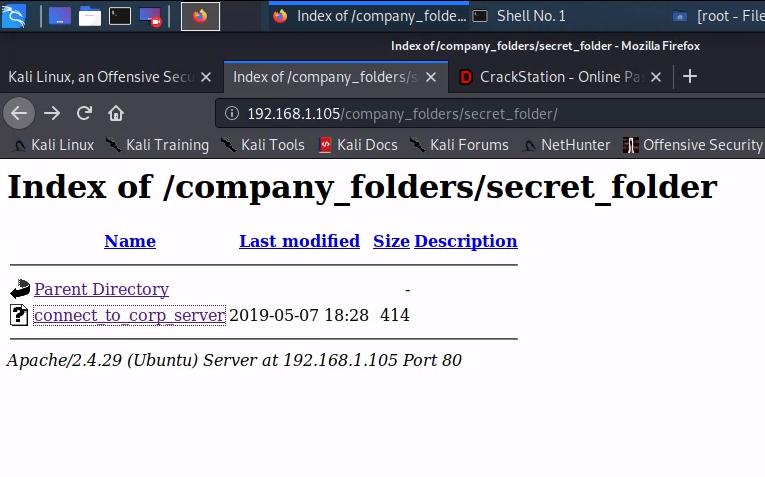 Index of /company_folde... Shell No. 1 [root - File
Index of /company_folders/secret_folder - Mozilla Firefox
Kali Linux, an Offensive Secu Index of /company_folders/s CrackStation - Online Pas
192.168.1.105/company_folders/secret_folder/
Kali Linux Kali Training Kali Tools Kali Docs Kali Forums NetHunter Offensive Security
Index of /company_folders/secret_folder
Name Last modified Size Description
Parent Directory -
connect_to_corp_server 2019-05-07 18:28 414
Apache/2.4.29 (Ubuntu) Server at 192.168.1.105 Port 80